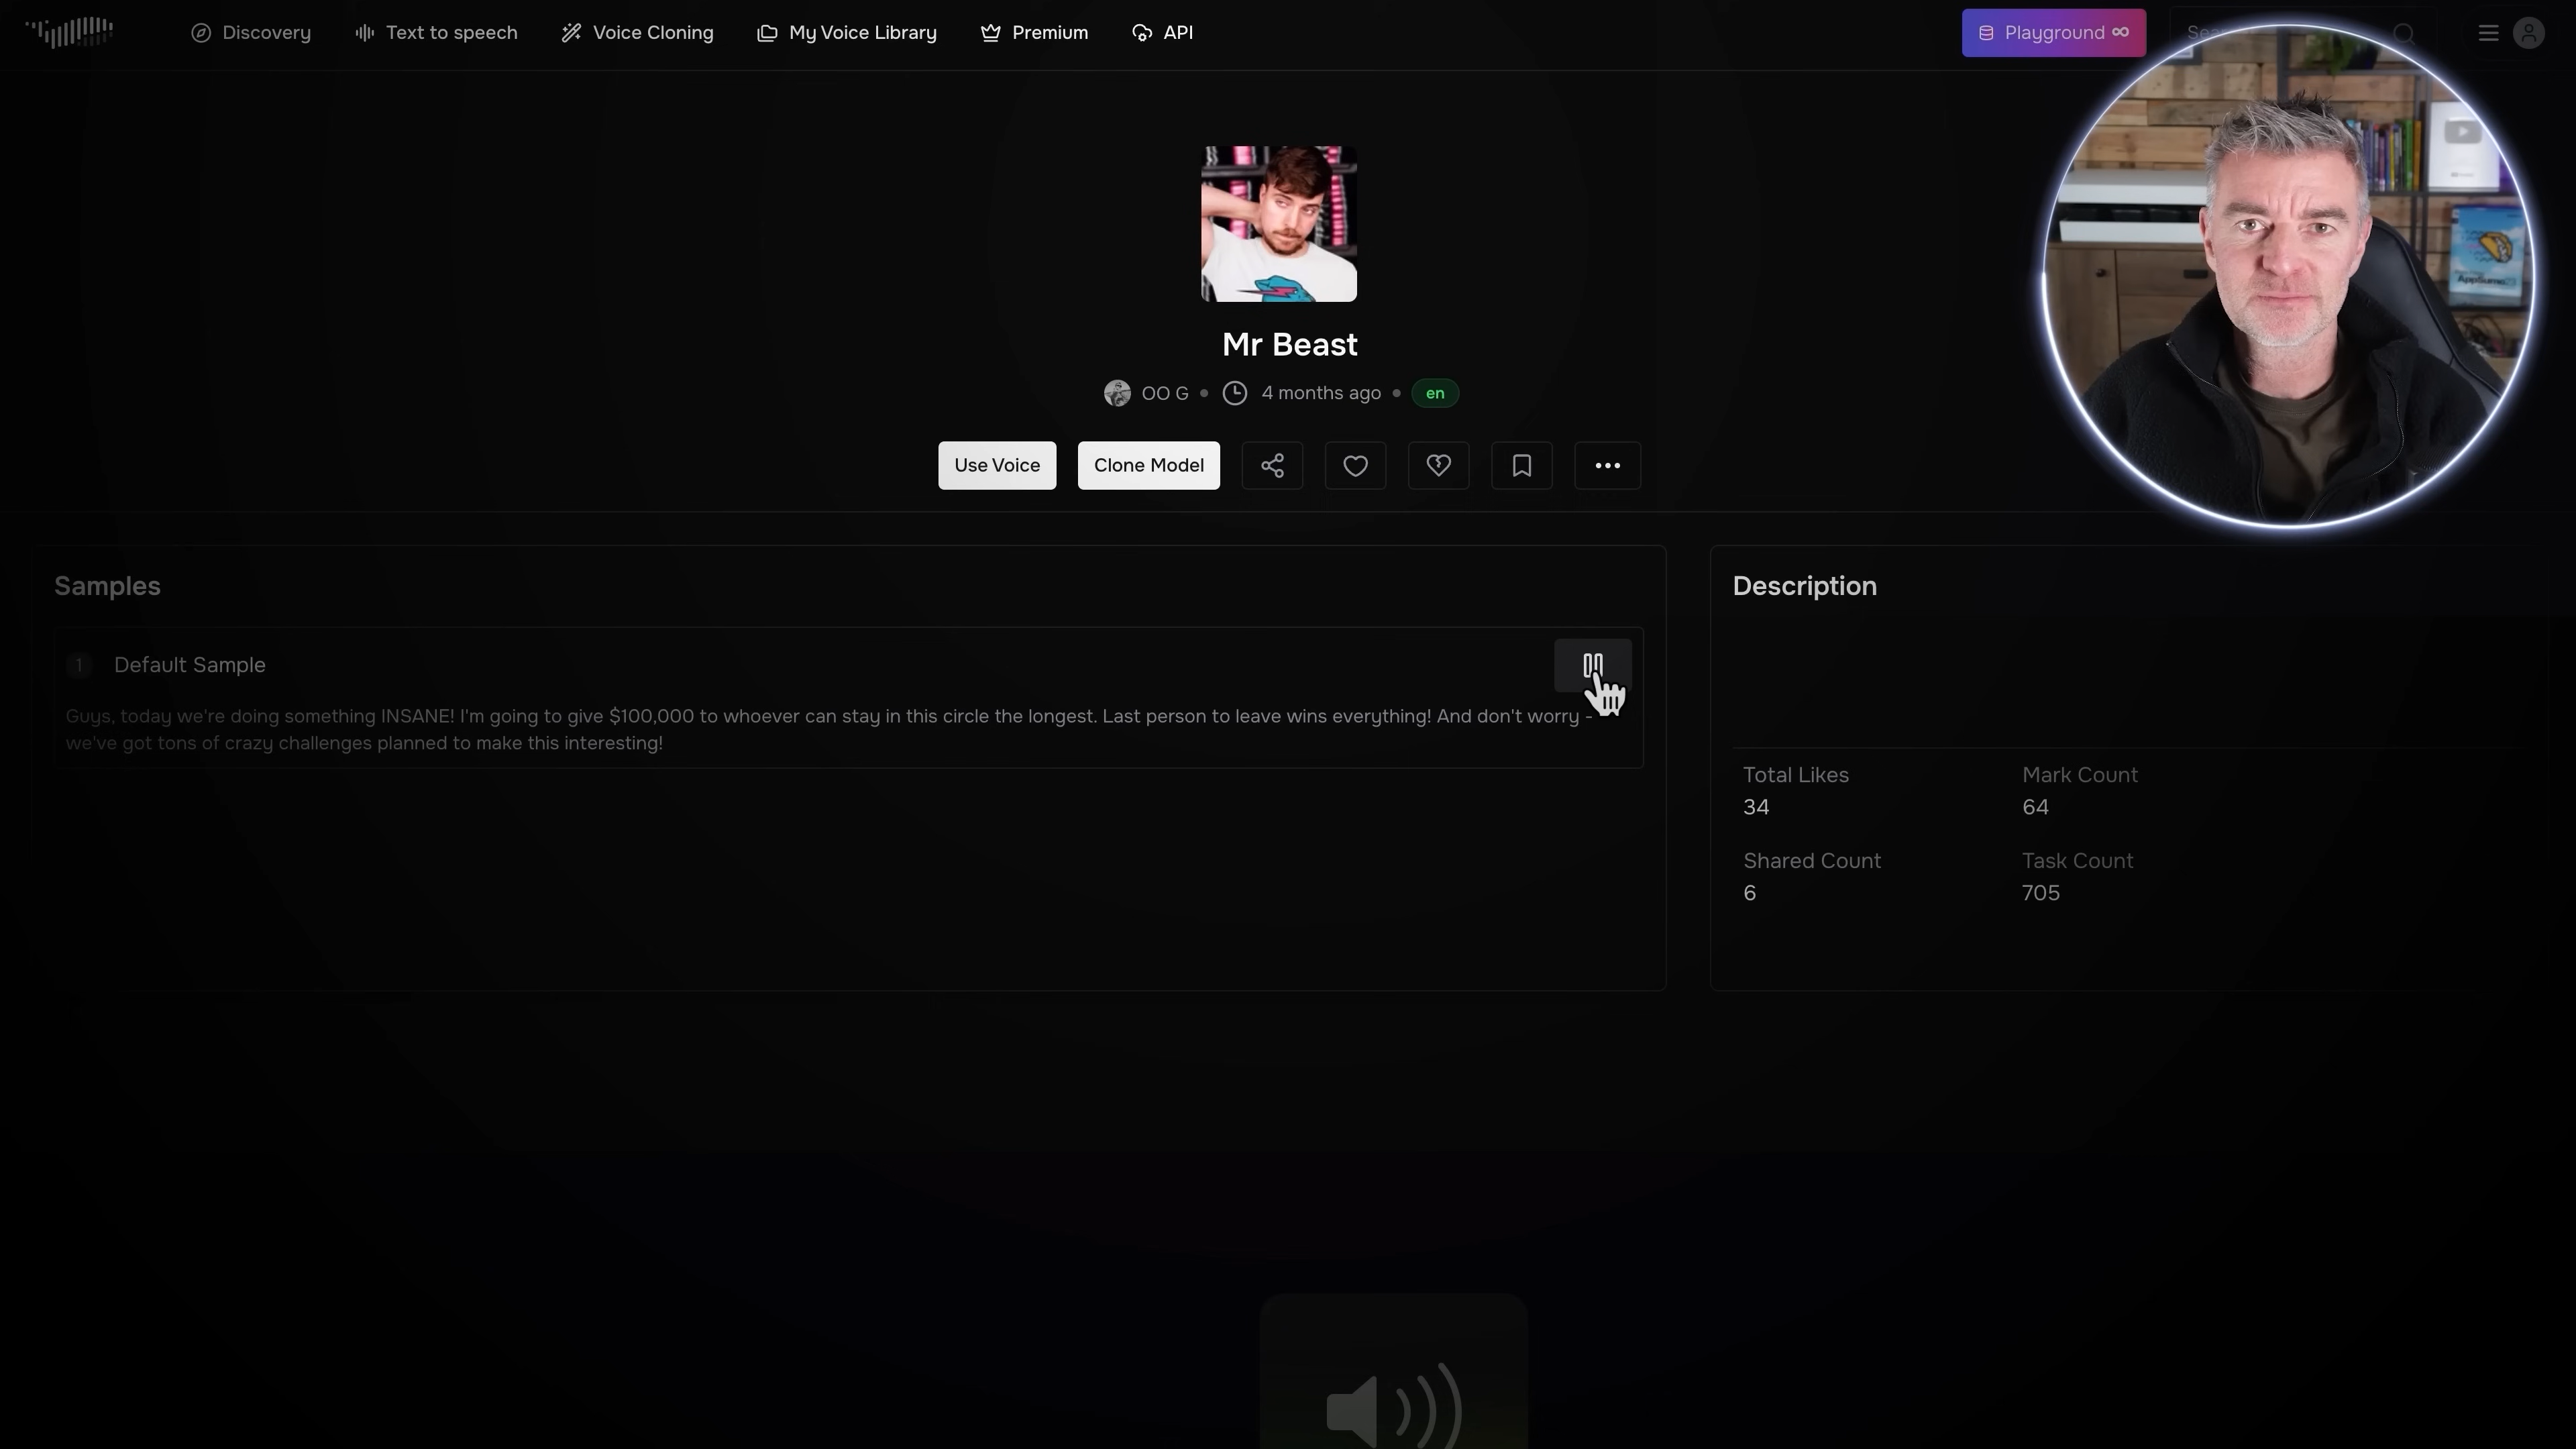 Discovery
Text to speech
Voice Cloning
My Voice Library
Premium
API
Playground
Mr Beast
OO G • 4 months ago • en
Use Voice
Clone Model
Samples
1 Default Sample
Guys, today we're doing something INSANE! I'm going to give $100,000 to whoever can stay in this circle the longest. Last person to leave wins everything! And don't worry -
we've got tons of crazy challenges planned to make this interesting!
Description
Total Likes
34
Mark Count
64
Shared Count
6
Task Count
705
AppSumo